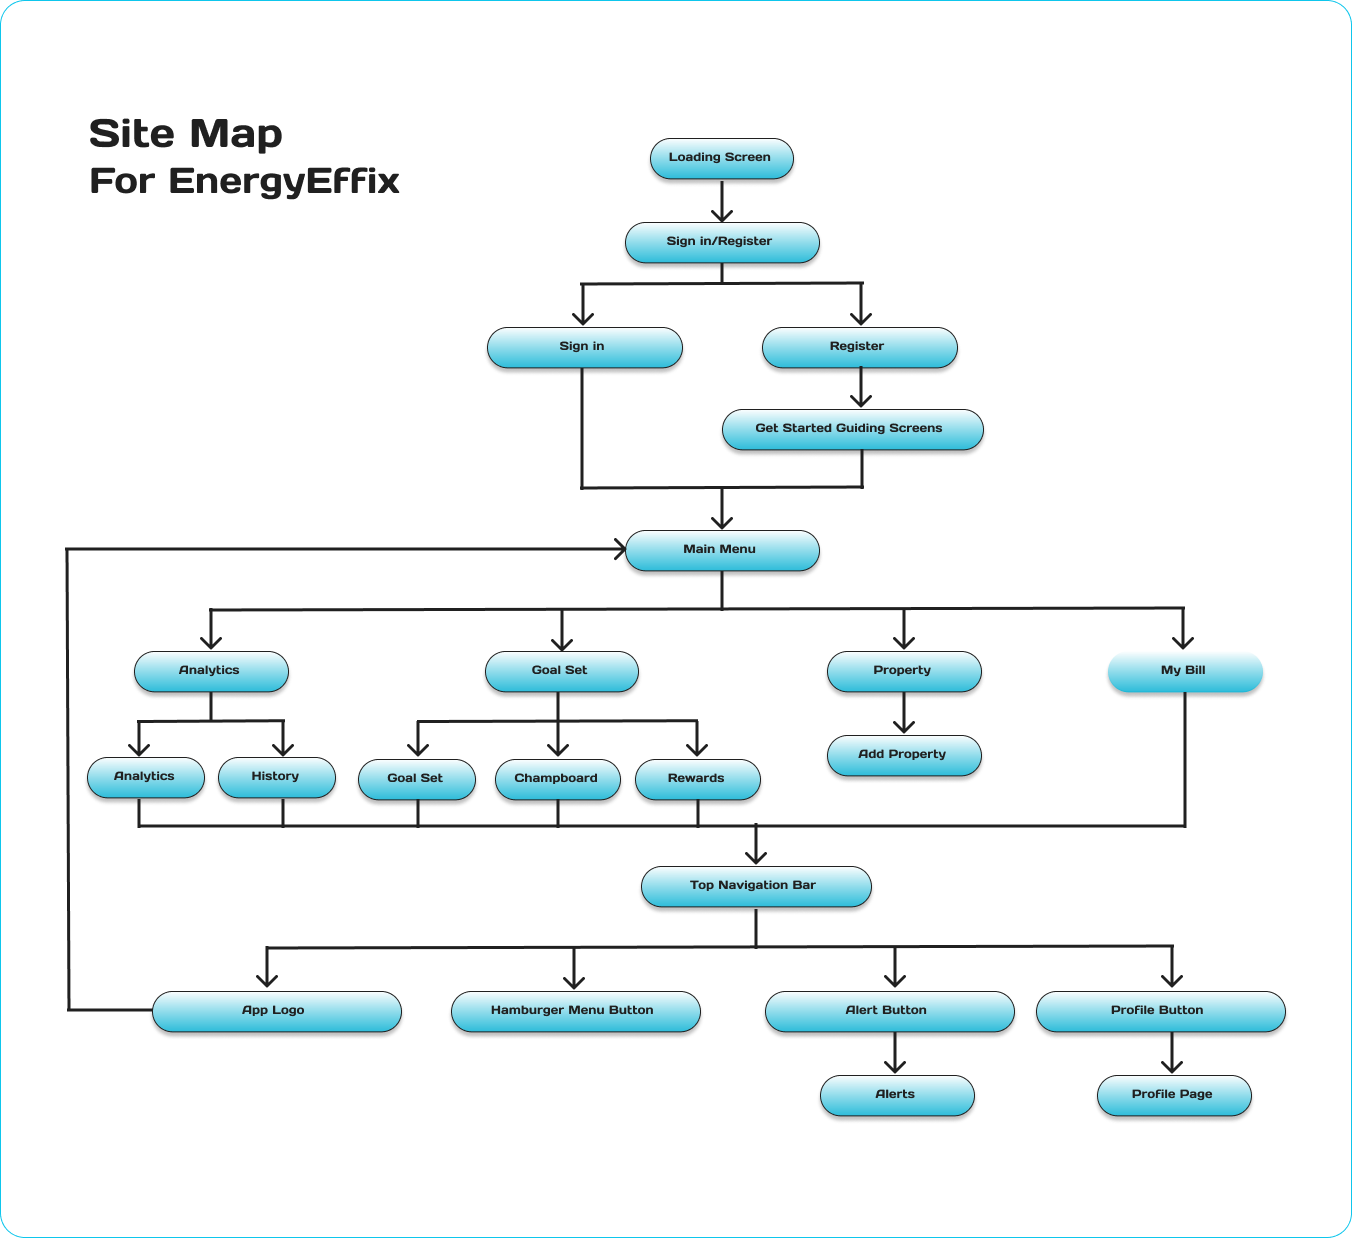 Site Map
For EnergyEffix
Loading Screen
Sign in/Register
Sign in
Register
Get Started Guiding Screens
Main Menu
Analytics
Goal Set
Property
My Bill
Add Property
Analytics
History
Goal Set
Champboard
Rewards
Top Navigation Bar
App Logo
Hamburger Menu Button
Alert Button
Profile Button
Alerts
Profile Page